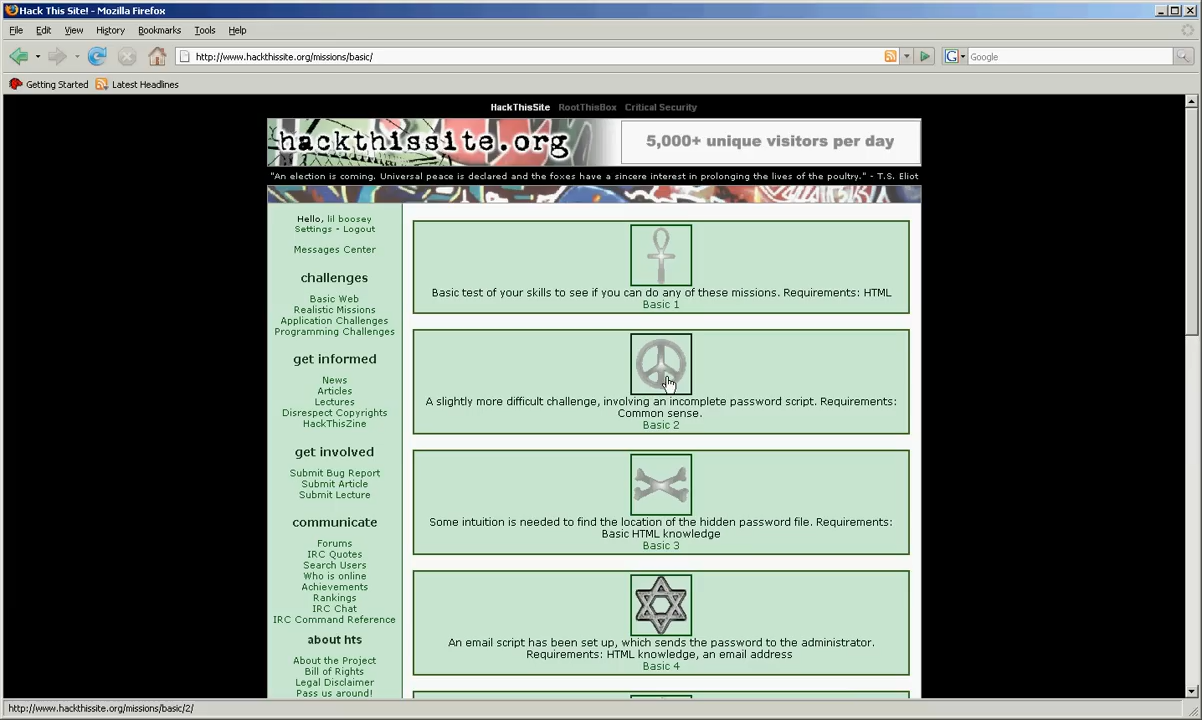 Hack This Site! - Mozilla Firefox
File Edit View History Bookmarks Tools Help
http://www.hackthissite.org/missions/basic/
G Google
Getting Started Latest Headlines
HackThisSite RootThisBox Critical Security
hackthissite.org
5,000+ unique visitors per day
"An election is coming. Universal peace is declared and the foxes have a sincere interest in prolonging the lives of the poultry." - T.S. Eliot
Hello, lil boosey
Settings - Logout
Messages Center
challenges
Basic Web
Realistic Missions
Application Challenges
Programming Challenges
get informed
News
Articles
Lectures
Disrespect Copyrights
HackThisZine
get involved
Submit Bug Report
Submit Article
Submit Lecture
communicate
Forums
IRC Quotes
Search Users
Who is online
Achievements
Rankings
IRC Chat
IRC Command Reference
about hts
About the Project
Bill of Rights
Legal Disclaimer
Pass us around!
Basic test of your skills to see if you can do any of these missions. Requirements: HTML
Basic 1
A slightly more difficult challenge, involving an incomplete password script. Requirements:
Common sense.
Basic 2
Some intuition is needed to find the location of the hidden password file. Requirements:
Basic HTML knowledge
Basic 3
An email script has been set up, which sends the password to the administrator.
Requirements: HTML knowledge, an email address
Basic 4
http://www.hackthissite.org/missions/basic/2/